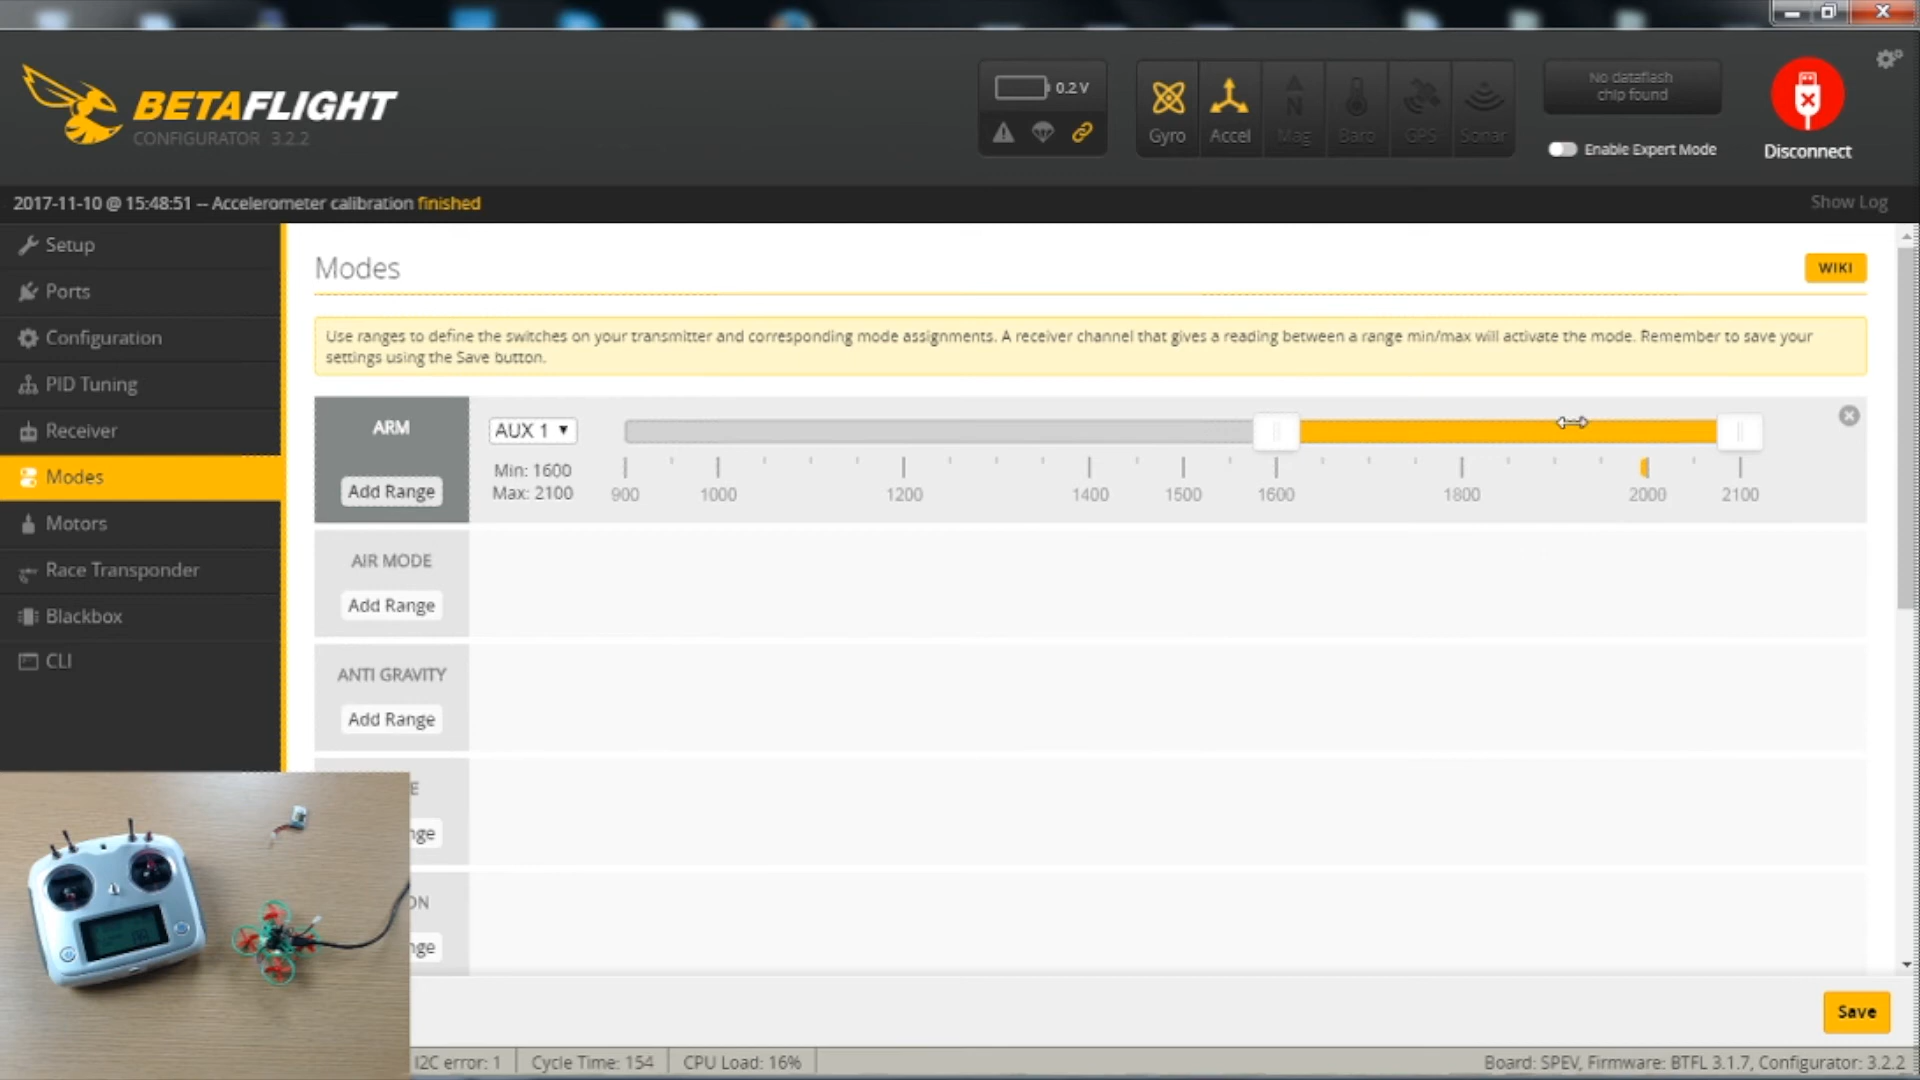 BETAFLIGHT
CONFIGURATOR 3.2.2
0.2 V
Gyro
Accel
Mag
Baro
GPS
Sonar
No dataflash
chip found
Enable Expert Mode
Disconnect
2017-11-10 @ 15:48:51 -- Accelerometer calibration finished
Show Log
Setup
Ports
Configuration
PID Tuning
Receiver
Modes
Motors
Race Transponder
Blackbox
CLI
Modes
WIKI
Use ranges to define the switches on your transmitter and corresponding mode assignments. A receiver channel that gives a reading between a range min/max will activate the mode. Remember to save your
settings using the Save button.
ARM
Add Range
AUX 1
Min: 1600
Max: 2100
900 1000 1200 1400 1500 1600 1800 2000 2100
AIR MODE
Add Range
ANTI GRAVITY
Add Range
E
nge
ON
nge
Save
I2C error: 1
Cycle Time: 154
CPU Load: 16%
Board: SPEV, Firmware: BTFL 3.1.7, Configurator: 3.2.2